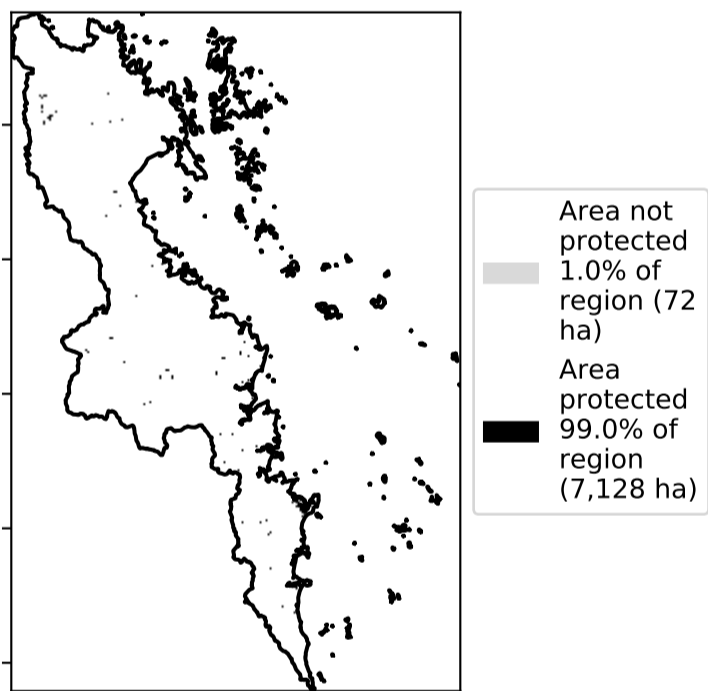 Area not
protected
1.0% of
region (72
ha)
Area
protected
99.0% of
region
(7,128 ha)